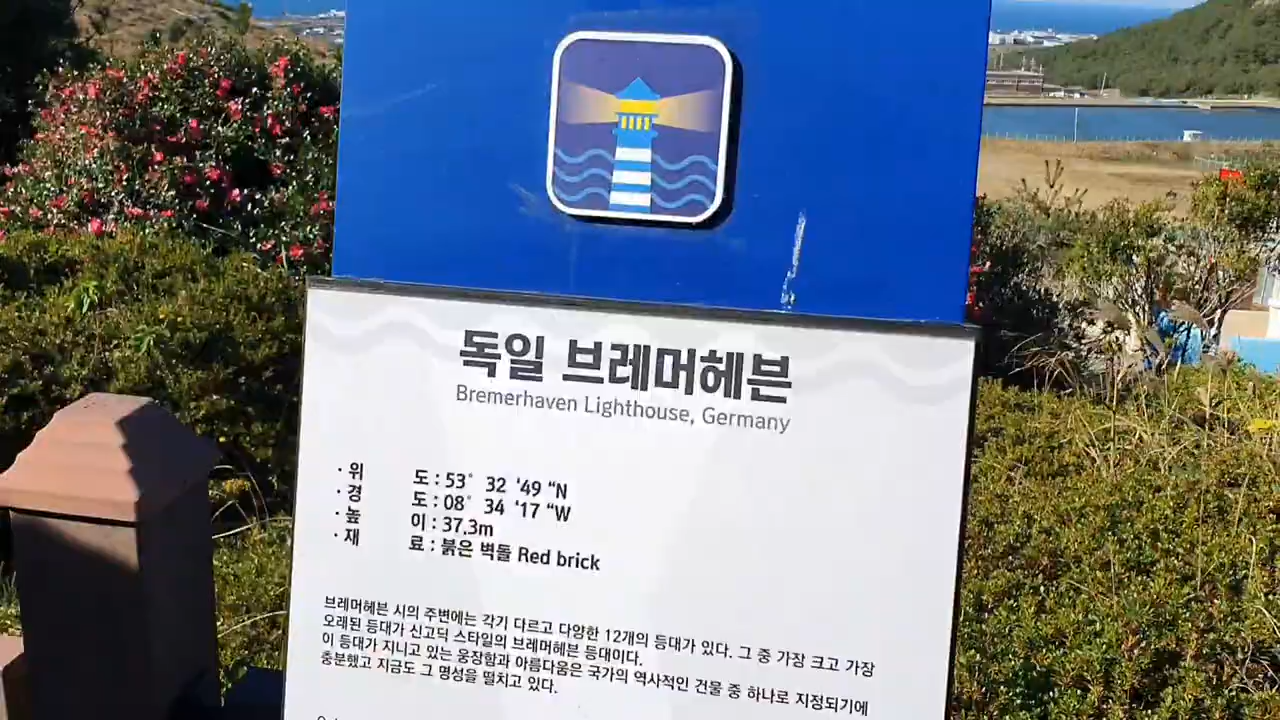 독일 브레머헤븐
Bremerhaven Lighthouse, Germany
· 위 도 : 53° 32 ‘49 “N
· 경 도 : 08° 34 ‘17 “W
· 높 이 : 37.3m
· 재 료 : 붉은 벽돌 Red brick
브레머헤븐 시의 주변에는 각기 다르고 다양한 12개의 등대가 있다. 그 중 가장 크고 가장
오래된 등대가 신고딕 스타일의 브레머헤븐 등대이다.
이 등대가 지니고 있는 웅장함과 아름다움은 국가의 역사적인 건물 중 하나로 지정되기에
충분했고 지금도 그 명성을 떨치고 있다.